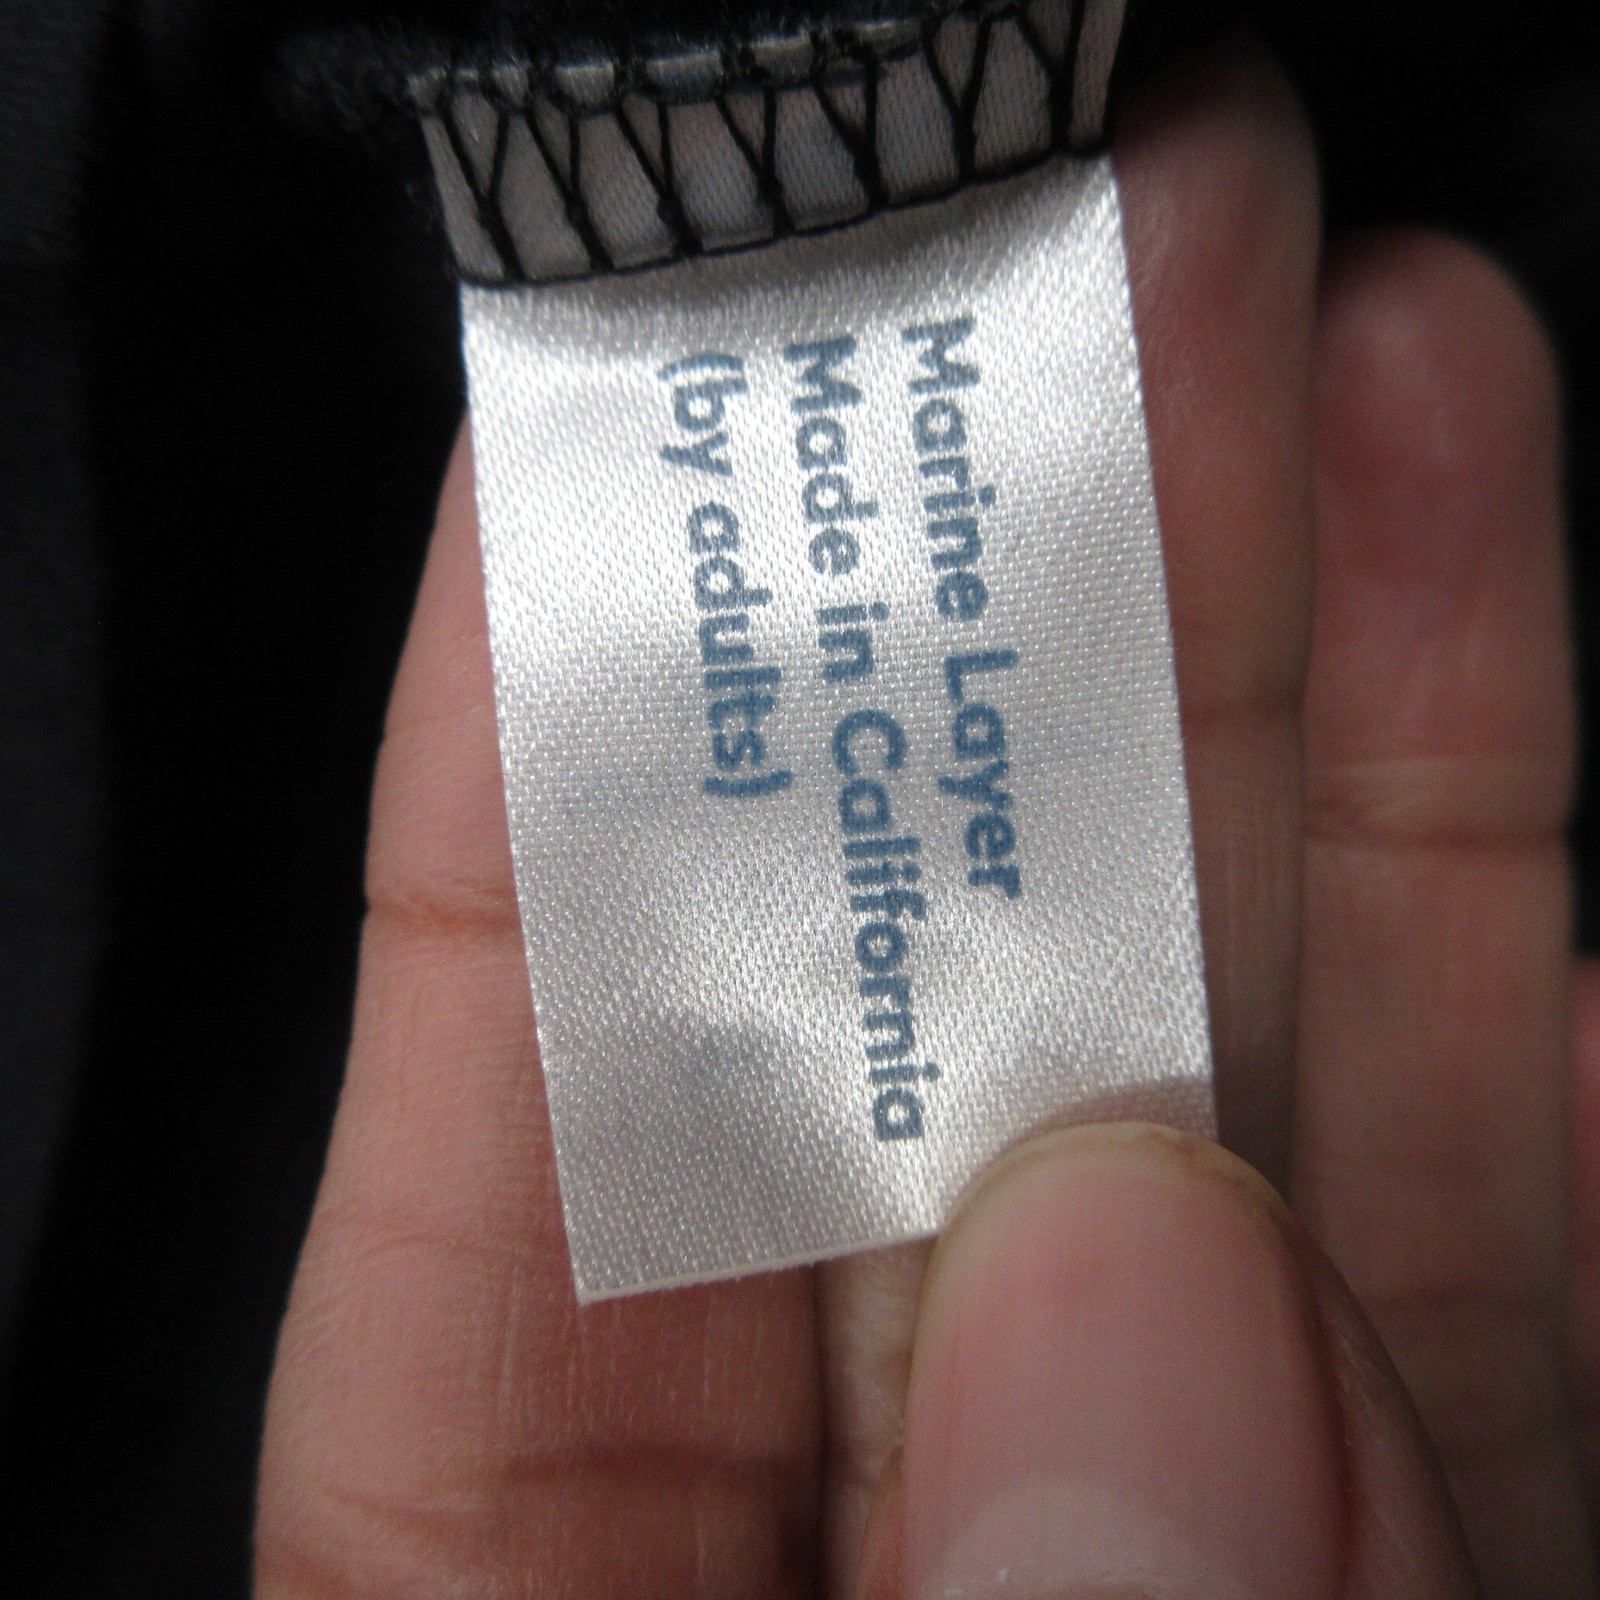 Marine Layer
Made in California
(by adults)